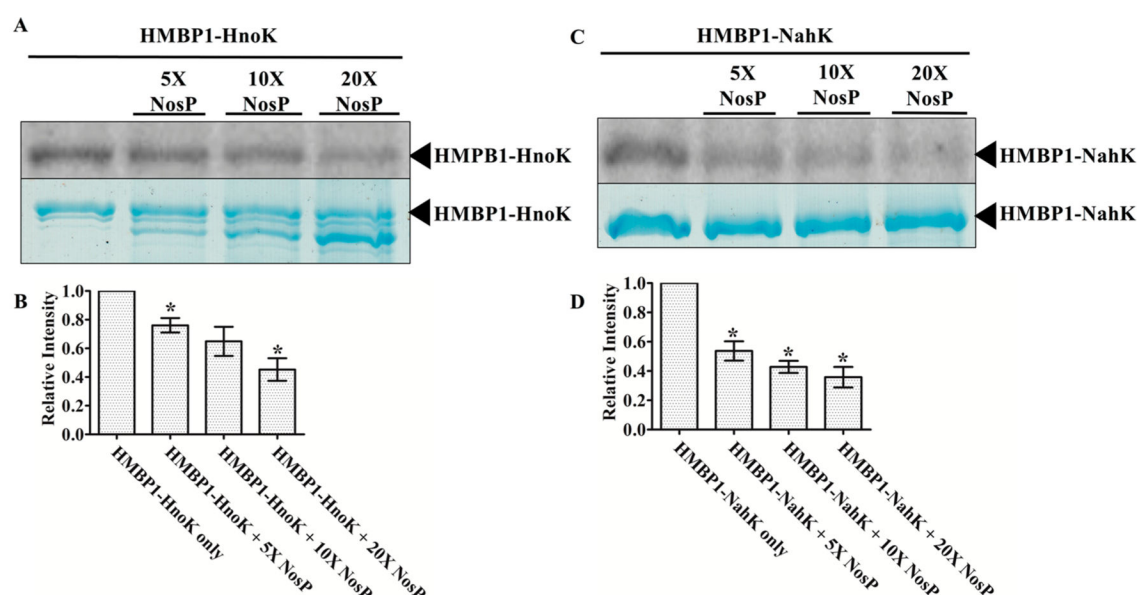 A
HMBP1-HnoK
5X
NosP
10X
NosP
20X
NosP
HMPB1-HnoK
HMBP1-HnoK
C
HMBP1-NahK
5X
NosP
10X
NosP
20X
NosP
HMBP1-NahK
HMBP1-NahK
B
Relative Intensity
1.0
0.8
0.6
0.4
0.2
0.0
*
*
HMBP1-HnoK only
HMBP1-HnoK + 5X NosP
HMBP1-HnoK + 10X NosP
HMBP1-HnoK + 20X NosP
D
Relative Intensity
1.0
0.8
0.6
0.4
0.2
0.0
*
*
*
HMBP1-NahK only
HMBP1-NahK + 5X NosP
HMBP1-NahK + 10X NosP
HMBP1-NahK + 20X NosP